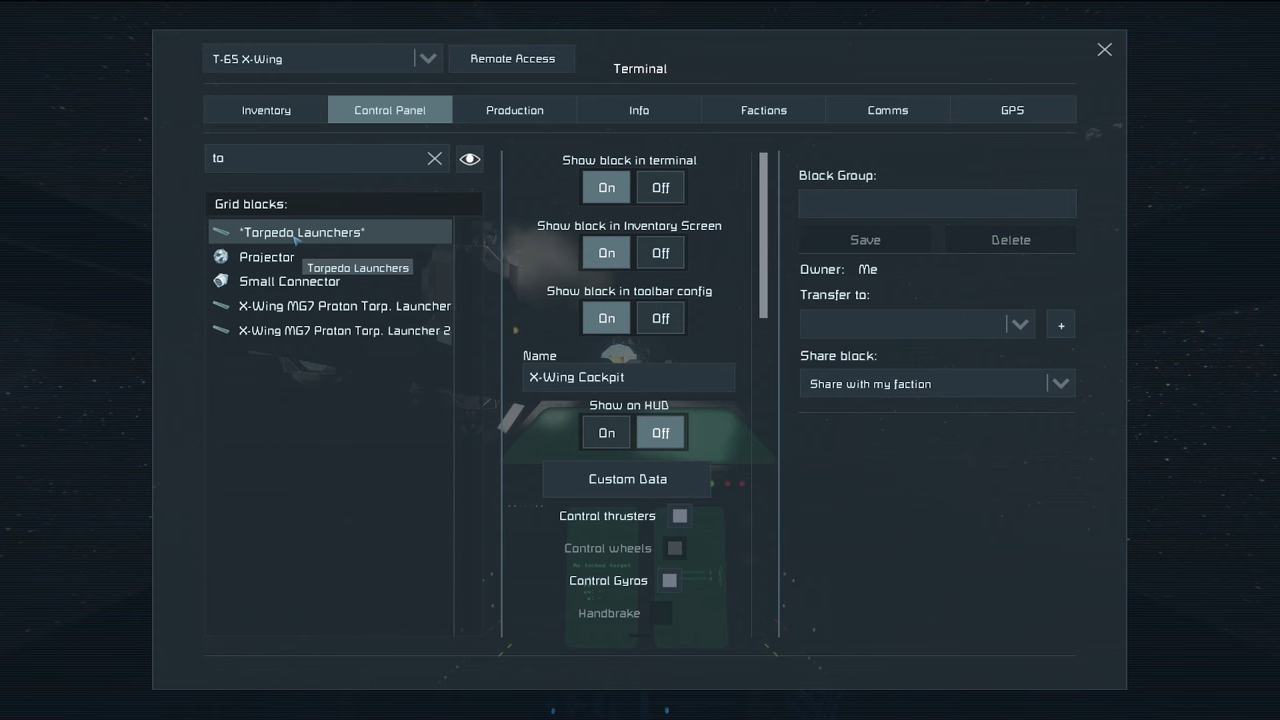 T-65 X-Wing
Remote Access
Terminal
Inventory
Control Panel
Production
Info
Factions
Comms
GPS
to
Grid blocks:
*Torpedo Launchers*
Projector
Torpedo Launchers
Small Connector
X-Wing MG7 Proton Torp. Launcher
X-Wing MG7 Proton Torp. Launcher 2
Show block in terminal
On Off
Show block in Inventory Screen
On Off
Show block in toolbar config
On Off
Name
X-Wing Cockpit
Show on HUD
On Off
Custom Data
Control thrusters
Control wheels
No locked target
Control Gyros
Handbrake
Block Group:
Save
Delete
Owner: Me
Transfer to:
+
Share block:
Share with my faction